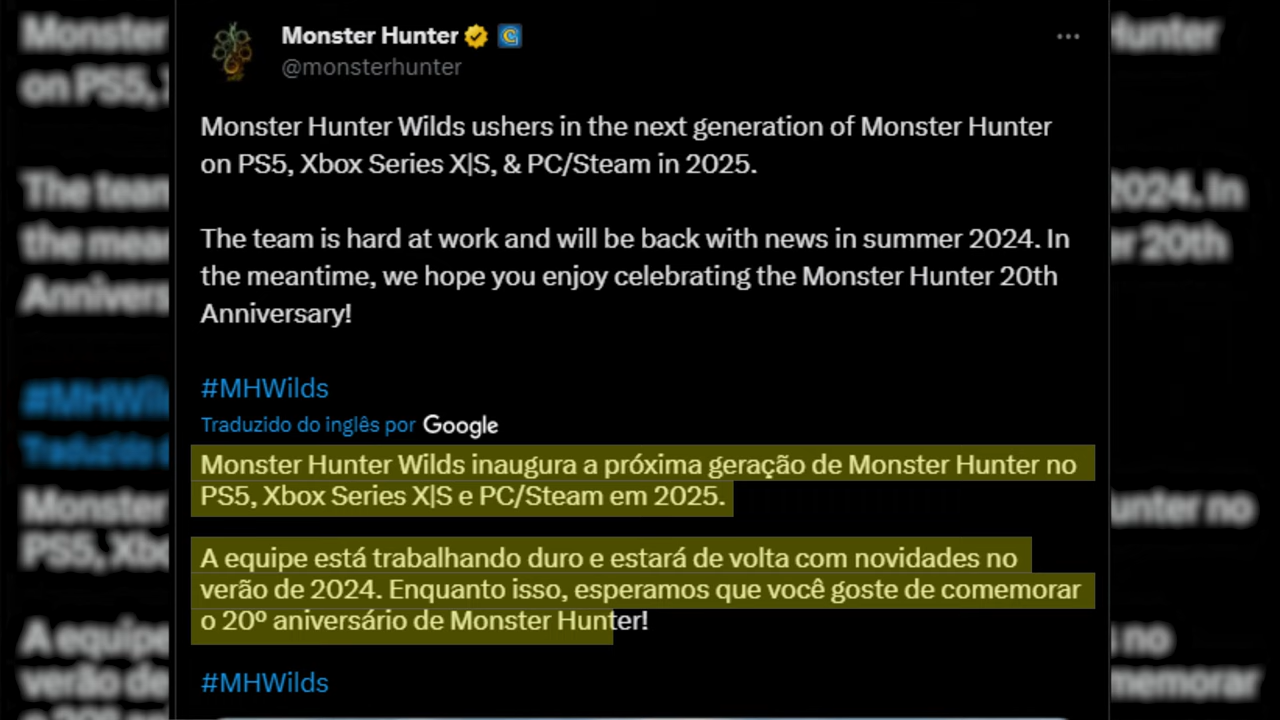 Monster Hunter
@monsterhunter
Monster Hunter Wilds ushers in the next generation of Monster Hunter
on PS5, Xbox Series X|S, & PC/Steam in 2025.
The team is hard at work and will be back with news in summer 2024. In
the meantime, we hope you enjoy celebrating the Monster Hunter 20th
Anniversary!
#MHWilds
Traduzido do inglês por Google
Monster Hunter Wilds inaugura a próxima geração de Monster Hunter no
PS5, Xbox Series X|S e PC/Steam em 2025.
A equipe está trabalhando duro e estará de volta com novidades no
verão de 2024. Enquanto isso, esperamos que você goste de comemorar
o 20º aniversário de Monster Hunter!
#MHWilds